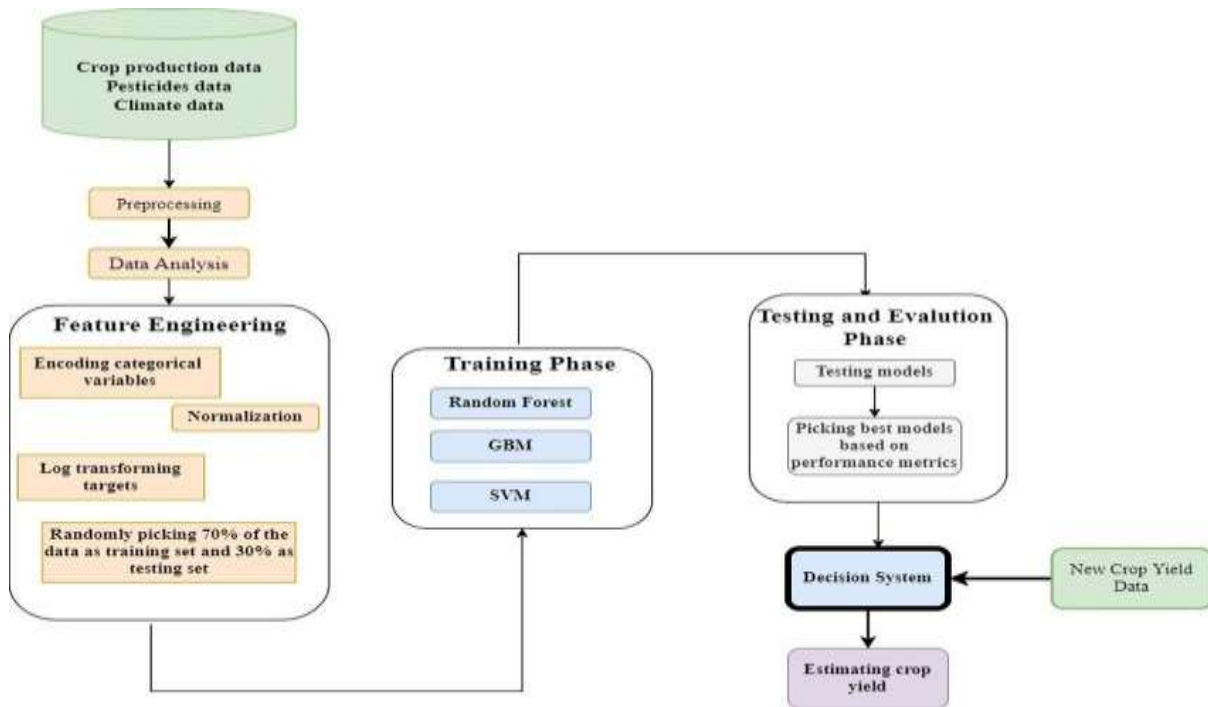 Crop production data
Pesticides data
Climate data
Preprocessing
Data Analysis
Feature Engineering
Encoding categorical
variables
Normalization
Log transforming
targets
Randomly picking 70% of the
data as training set and 30% as
testing set
Training Phase
Random Forest
GBM
SVM
Testing and Evalution
Phase
Testing models
Picking best models
based on
performance metrics
Decision System
New Crop Yield
Data
Estimating crop
yield